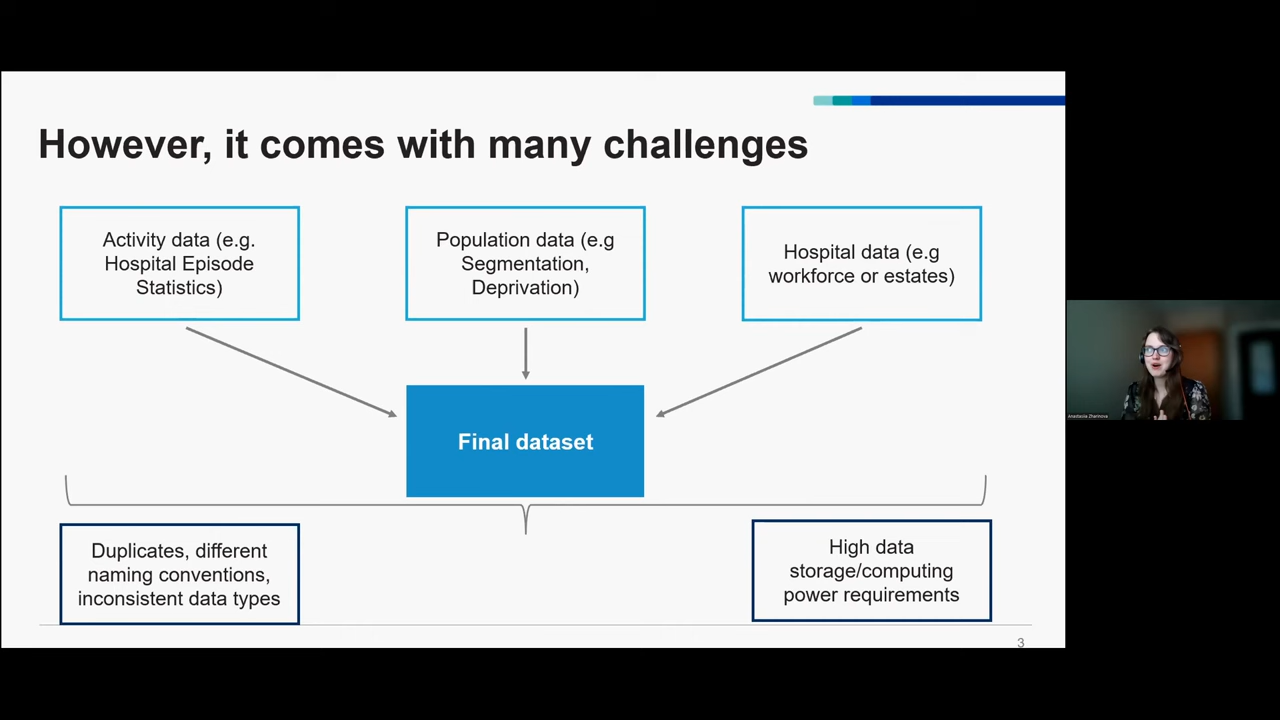 However, it comes with many challenges
Activity data (e.g.
Hospital Episode
Statistics)
Population data (e.g
Segmentation,
Deprivation)
Hospital data (e.g
workforce or estates)
Final dataset
Duplicates, different
naming conventions,
inconsistent data types
High data
storage/computing
power requirements
3